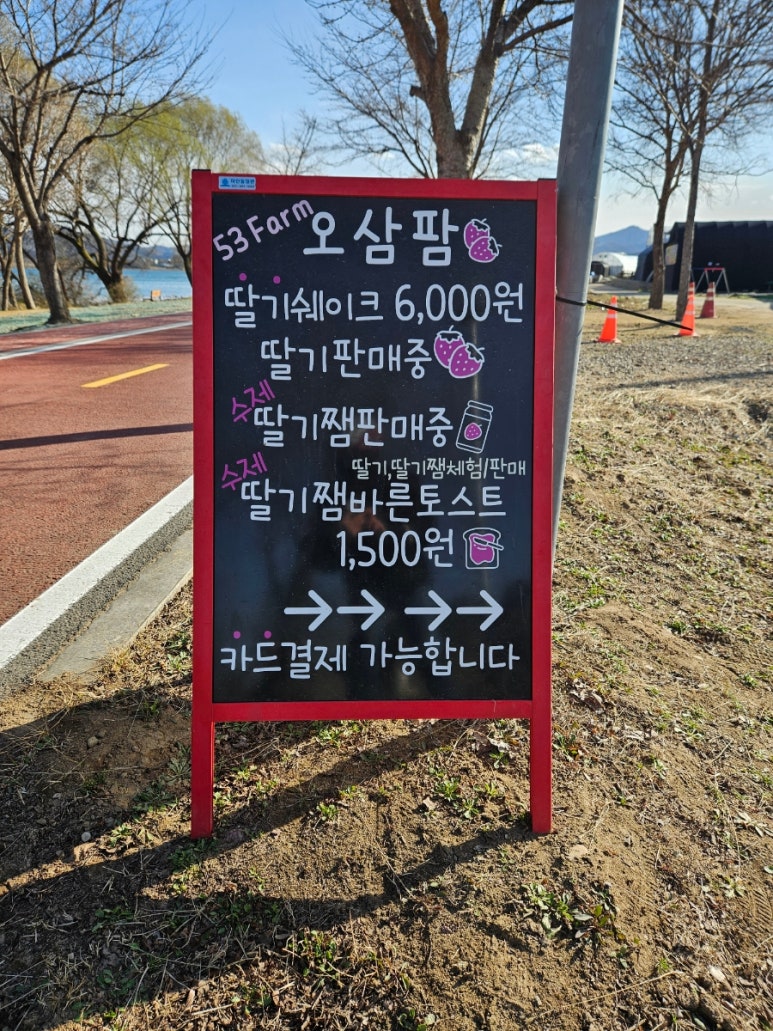 53 Farm 오삼팜
딸기쉐이크 6,000원
딸기판매중
수제 딸기쨈판매중
딸기,딸기쨈체험/판매
수제 딸기쨈바른토스트
1,500원
→→ →→
카드결제 가능합니다